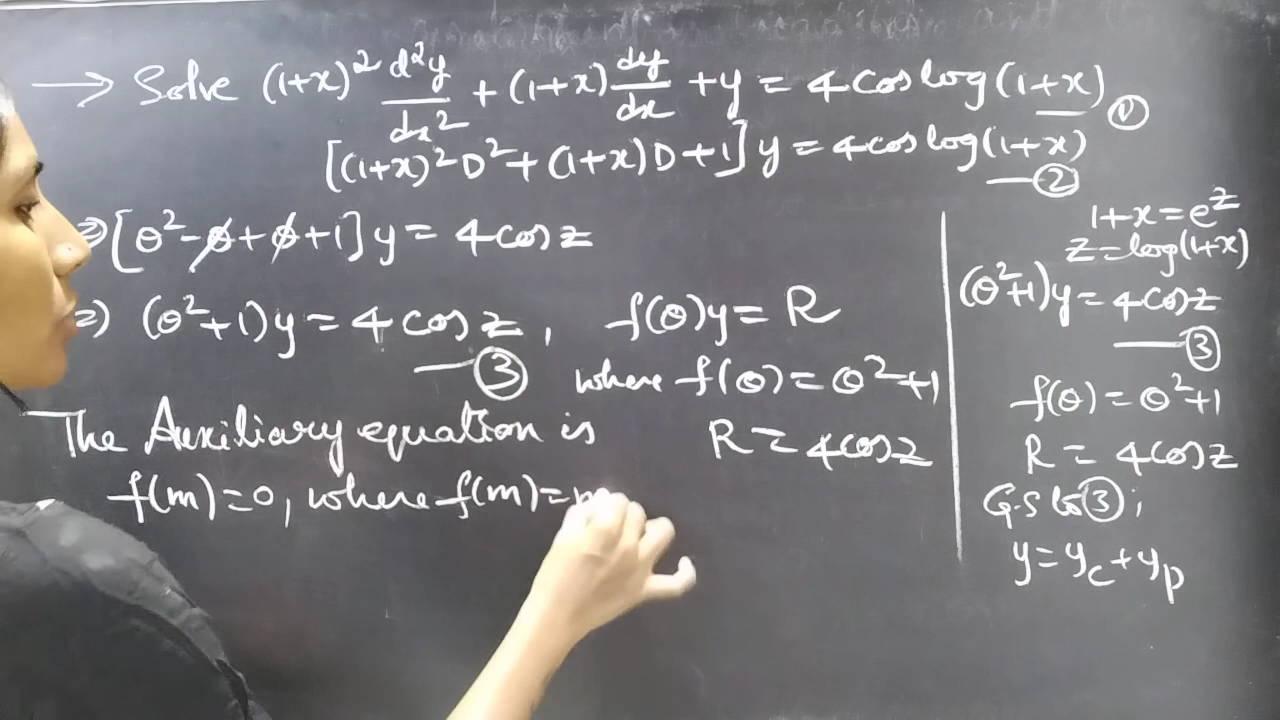 → Solve (1+x)² d²y/dx² + (1+x) dy/dx + y = 4 cos log (1+x) ①
[(1+x)²D² + (1+x)D + 1] y = 4 cos log (1+x) — ②
⇒ [θ² - θ + θ + 1] y = 4 cos z
⇒ (θ²+1) y = 4 cos z, f(θ)y = R
— ③ where f(θ) = θ²+1
The Auxiliary equation is R = 4 cos z
f(m) = 0, where f(m) = m
1+x = e^z
z = log(1+x)
(θ²+1)y = 4 cos z
— ③
f(θ) = θ²+1
R = 4 cos z
G.S to ③ is
y = y_c + y_p